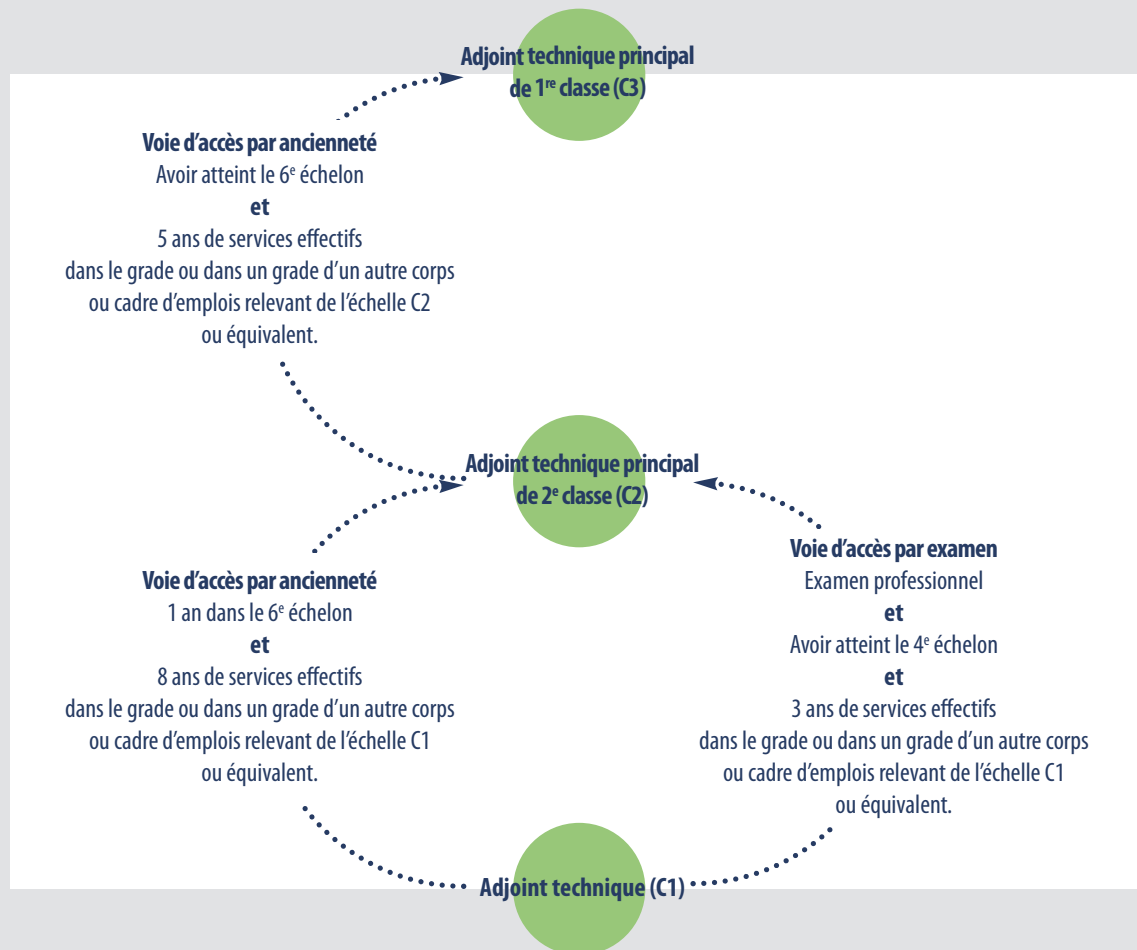 Adjoint technique principal
de 1re classe (C3)
Voie d'accès par ancienneté
Avoir atteint le 6e échelon
et
5 ans de services effectifs
dans le grade ou dans un grade d'un autre corps
ou cadre d'emplois relevant de l'échelle C2
ou équivalent.
Adjoint technique principal
de 2e classe (C2)
Voie d'accès par ancienneté
1 an dans le 6e échelon
et
8 ans de services effectifs
dans le grade ou dans un grade d'un autre corps
ou cadre d'emplois relevant de l'échelle C1
ou équivalent.
Voie d'accès par examen
Examen professionnel
et
Avoir atteint le 4e échelon
et
3 ans de services effectifs
dans le grade ou dans un grade d'un autre corps
ou cadre d'emplois relevant de l'échelle C1
ou équivalent.
Adjoint technique (C1)